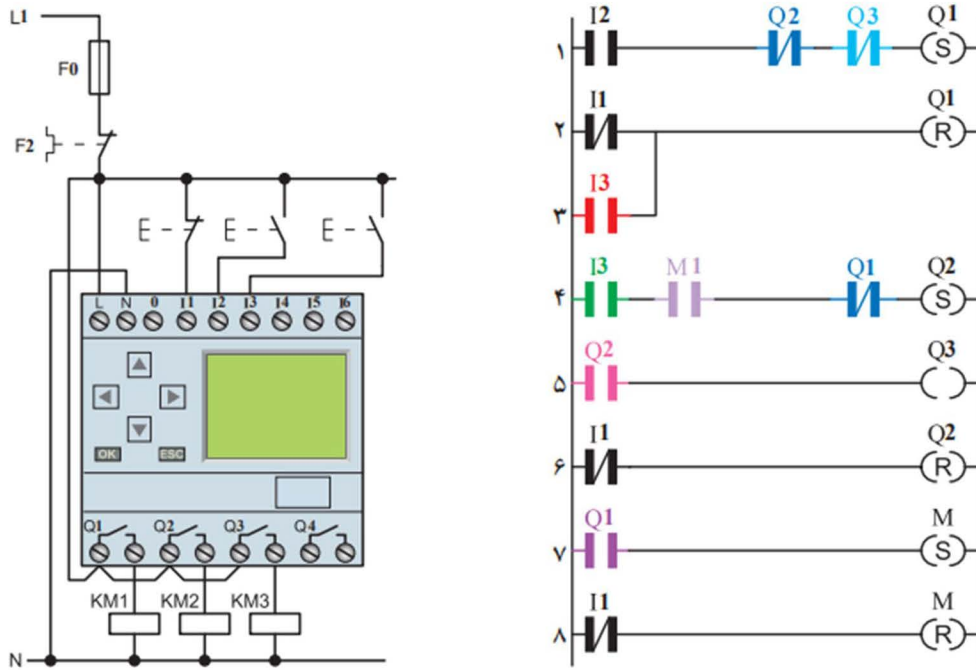 L1
F0
F2
E E E
L N 0 I1 I2 I3 I4 I5 I6
OK ESC
Q1 Q2 Q3 Q4
KM1 KM2 KM3
N
I2 Q2 Q3 Q1
۱ S
I1 Q1
۲ R
I3
۳
I3 M1 Q1 Q2
۴ S
Q2 Q3
۵
I1 Q2
۶ R
Q1 M
۷ S
I1 M
۸ R